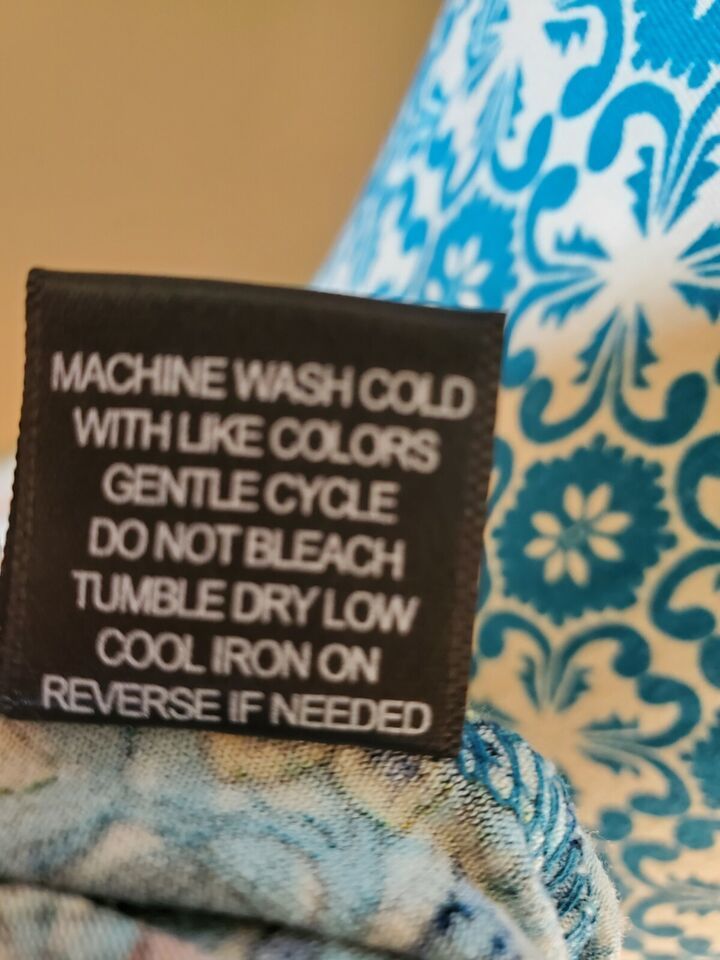 MACHINE WASH COLD
WITH LIKE COLORS
GENTLE CYCLE
DO NOT BLEACH
TUMBLE DRY LOW
COOL IRON ON
REVERSE IF NEEDED